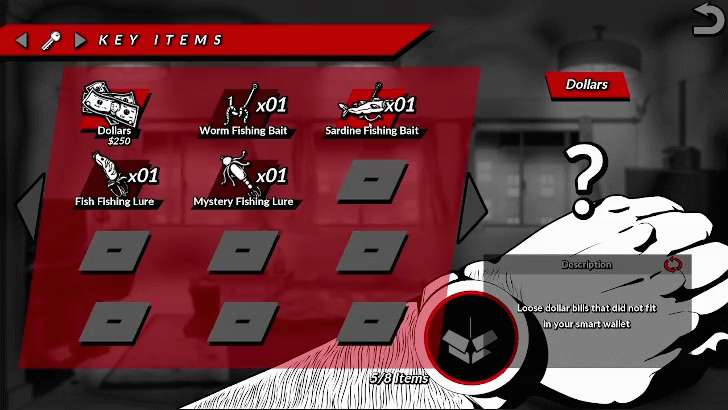 KEY ITEMS
Dollars
Dollars
$250
x01
Worm Fishing Bait
x01
Sardine Fishing Bait
x01
Fish Fishing Lure
x01
Mystery Fishing Lure
?
Description
Loose dollar bills that did not fit
in your smart wallet
5/8 Items